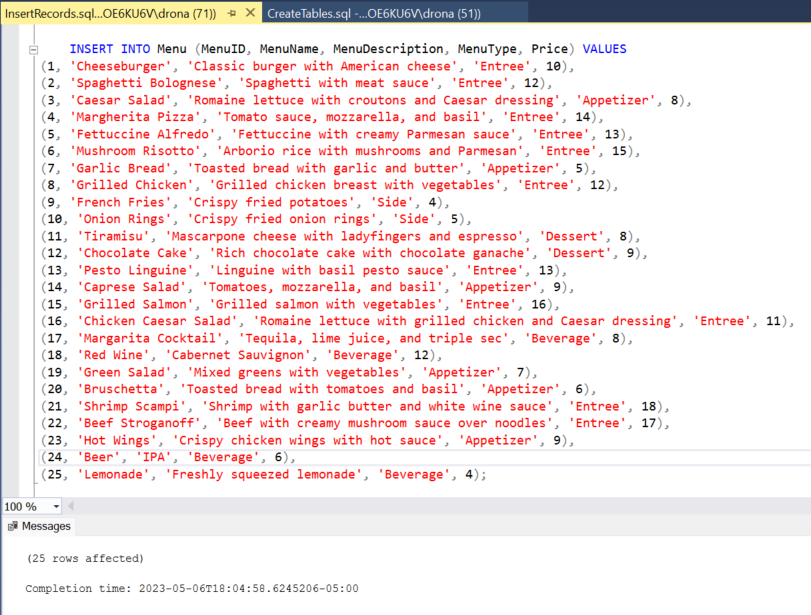 InsertRecords.sql...OE6KU6V\drona (71)) CreateTables.sql -...OE6KU6V\drona (51))
INSERT INTO Menu (MenuID, MenuName, MenuDescription, MenuType, Price) VALUES
(1, 'Cheeseburger', 'Classic burger with American cheese', 'Entree', 10),
(2, 'Spaghetti Bolognese', 'Spaghetti with meat sauce', 'Entree', 12),
(3, 'Caesar Salad', 'Romaine lettuce with croutons and Caesar dressing', 'Appetizer', 8),
(4, 'Margherita Pizza', 'Tomato sauce, mozzarella, and basil', 'Entree', 14),
(5, 'Fettuccine Alfredo', 'Fettuccine with creamy Parmesan sauce', 'Entree', 13),
(6, 'Mushroom Risotto', 'Arborio rice with mushrooms and Parmesan', 'Entree', 15),
(7, 'Garlic Bread', 'Toasted bread with garlic and butter', 'Appetizer', 5),
(8, 'Grilled Chicken', 'Grilled chicken breast with vegetables', 'Entree', 12),
(9, 'French Fries', 'Crispy fried potatoes', 'Side', 4),
(10, 'Onion Rings', 'Crispy fried onion rings', 'Side', 5),
(11, 'Tiramisu', 'Mascarpone cheese with ladyfingers and espresso', 'Dessert', 8),
(12, 'Chocolate Cake', 'Rich chocolate cake with chocolate ganache', 'Dessert', 9),
(13, 'Pesto Linguine', 'Linguine with basil pesto sauce', 'Entree', 13),
(14, 'Caprese Salad', 'Tomatoes, mozzarella, and basil', 'Appetizer', 9),
(15, 'Grilled Salmon', 'Grilled salmon with vegetables', 'Entree', 16),
(16, 'Chicken Caesar Salad', 'Romaine lettuce with grilled chicken and Caesar dressing', 'Entree', 11),
(17, 'Margarita Cocktail', 'Tequila, lime juice, and triple sec', 'Beverage', 8),
(18, 'Red Wine', 'Cabernet Sauvignon', 'Beverage', 12),
(19, 'Green Salad', 'Mixed greens with vegetables', 'Appetizer', 7),
(20, 'Bruschetta', 'Toasted bread with tomatoes and basil', 'Appetizer', 6),
(21, 'Shrimp Scampi', 'Shrimp with garlic butter and white wine sauce', 'Entree', 18),
(22, 'Beef Stroganoff', 'Beef with creamy mushroom sauce over noodles', 'Entree', 17),
(23, 'Hot Wings', 'Crispy chicken wings with hot sauce', 'Appetizer', 9),
(24, 'Beer', 'IPA', 'Beverage', 6),
(25, 'Lemonade', 'Freshly squeezed lemonade', 'Beverage', 4);
100 %
Messages
(25 rows affected)
Completion time: 2023-05-06T18:04:58.6245206-05:00